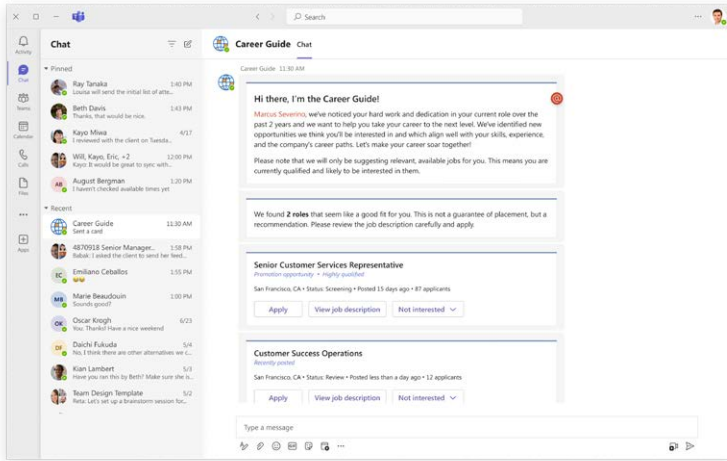 Search
Activity
Chat
Teams
Calendar
Calls
Files
Apps
Chat
Pinned
Ray Tanaka 1:40 PM
Louisa will send the initial list of atte...
Beth Davis 1:43 PM
Thanks, that would be nice.
Kayo Miwa 4/17
I reviewed with the client on Tuesda...
Will, Kayo, Eric, +2 12:00 PM
Kayo: It would be great to sync with...
AB August Bergman 1:20 PM
I haven't checked available times yet
Recent
Career Guide 11:30 AM
Sent a card
4870918 Senior Manager... 1:58 PM
Babak: I asked the client to send her feed...
EC Emiliano Ceballos 1:55 PM
MB Marie Beaudouin 1:00 PM
Sounds good?
OK Oscar Krogh 6/23
You: Thanks! Have a nice weekend
DF Daichi Fukuda 5/4
No, I think there are other alternatives we c...
Kian Lambert 5/3
Have you ran this by Beth? Make sure she is...
Team Design Template 5/2
Reta: Let's set up a brainstorm session for...
Career Guide Chat
Career Guide 11:30 AM
Hi there, I'm the Career Guide!
Marcus Severino, we've noticed your hard work and dedication in your current role over the
past 2 years and we want to help you take your career to the next level. We've identified new
opportunities we think you'll be interested in and which align well with your skills, experience,
and the company's career paths. Let's make your career soar together!
Please note that we will only be suggesting relevant, available jobs for you. This means you are
currently qualified and likely to be interested in them.
We found 2 roles that seem like a good fit for you. This is not a guarantee of placement, but a
recommendation. Please review the job description carefully and apply.
Senior Customer Services Representative
Promotion opportunity • Highly qualified
San Francisco, CA • Status: Screening • Posted 15 days ago • 87 applicants
Apply View job description Not interested
Customer Success Operations
Recently posted
San Francisco, CA • Status: Review • Posted less than a day ago • 12 applicants
Apply View job description Not interested
Type a message